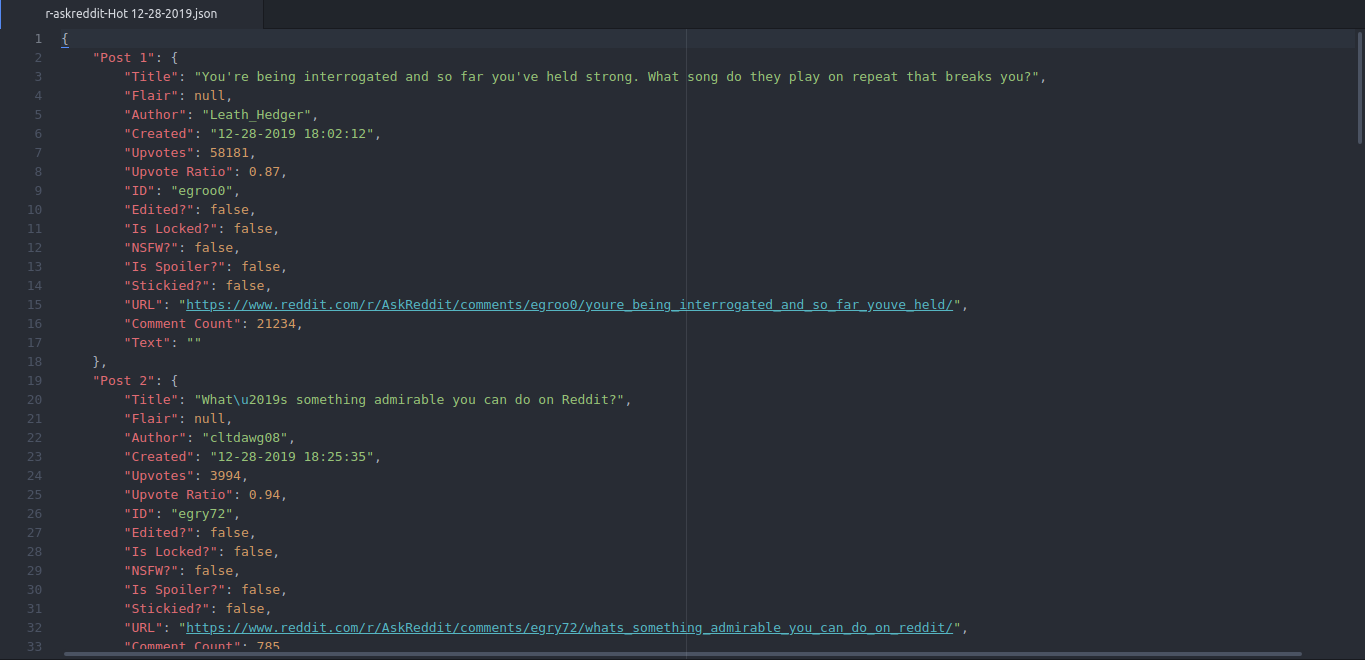 r-askreddit-Hot 12-28-2019.json
1 {
2 "Post 1": {
3 "Title": "You're being interrogated and so far you've held strong. What song do they play on repeat that breaks you?",
4 "Flair": null,
5 "Author": "Leath_Hedger",
6 "Created": "12-28-2019 18:02:12",
7 "Upvotes": 58181,
8 "Upvote Ratio": 0.87,
9 "ID": "egroo0",
10 "Edited?": false,
11 "Is Locked?": false,
12 "NSFW?": false,
13 "Is Spoiler?": false,
14 "Stickied?": false,
15 "URL": "https://www.reddit.com/r/AskReddit/comments/egroo0/youre_being_interrogated_and_so_far_youve_held/",
16 "Comment Count": 21234,
17 "Text": ""
18 },
19 "Post 2": {
20 "Title": "What\u2019s something admirable you can do on Reddit?",
21 "Flair": null,
22 "Author": "cltdawg08",
23 "Created": "12-28-2019 18:25:35",
24 "Upvotes": 3994,
25 "Upvote Ratio": 0.94,
26 "ID": "egry72",
27 "Edited?": false,
28 "Is Locked?": false,
29 "NSFW?": false,
30 "Is Spoiler?": false,
31 "Stickied?": false,
32 "URL": "https://www.reddit.com/r/AskReddit/comments/egry72/whats_something_admirable_you_can_do_on_reddit/",
33 "Comment Count": 785